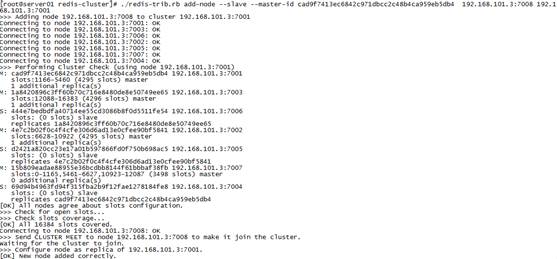 [root@server01 redis-cluster]# ./redis-trib.rb add-node --slave --master-id cad9f7413ec6842c971dbcc2c48b4ca959eb5db4  192.168.101.3:7008 192.1
68.101.3:7001
>>> Adding node 192.168.101.3:7008 to cluster 192.168.101.3:7001
Connecting to node 192.168.101.3:7001: OK
Connecting to node 192.168.101.3:7003: OK
Connecting to node 192.168.101.3:7006: OK
Connecting to node 192.168.101.3:7002: OK
Connecting to node 192.168.101.3:7005: OK
Connecting to node 192.168.101.3:7007: OK
Connecting to node 192.168.101.3:7004: OK
>>> Performing Cluster Check (using node 192.168.101.3:7001)
M: cad9f7413ec6842c971dbcc2c48b4ca959eb5db4 192.168.101.3:7001
slots:1166-5460 (4295 slots) master
1 additional replica(s)
M: 1a8420896c3ff60b70c716e8480de8e50749ee65 192.168.101.3:7003
slots:12088-16383 (4296 slots) master
1 additional replica(s)
S: 444e7bedbdfa40714ee55cd3086b8f0d5511fe54 192.168.101.3:7006
slots: (0 slots) slave
replicates 1a8420896c3ff60b70c716e8480de8e50749ee65
M: 4e7c2b02f0c4f4cfe306d6ad13e0cfee90bf5841 192.168.101.3:7002
slots:6628-10922 (4295 slots) master
1 additional replica(s)
S: d2421a820cc23e17a01b597866fd0f750b698ac5 192.168.101.3:7005
slots: (0 slots) slave
replicates 4e7c2b02f0c4f4cfe306d6ad13e0cfee90bf5841
M: 15b809eadae88955e36bcdbb8144f61bbbaf38fb 192.168.101.3:7007
slots:0-1165,5461-6627,10923-12087 (3498 slots) master
0 additional replica(s)
S: 69d94b4963fd94f315fba2b9f12fae1278184fe8 192.168.101.3:7004
slots: (0 slots) slave
replicates cad9f7413ec6842c971dbcc2c48b4ca959eb5db4
[OK] All nodes agree about slots configuration.
>>> Check for open slots...
>>> Check slots coverage...
[OK] All 16384 slots covered.
Connecting to node 192.168.101.3:7008: OK
>>> Send CLUSTER MEET to node 192.168.101.3:7008 to make it join the cluster.
Waiting for the cluster to join.
>>> Configure node as replica of 192.168.101.3:7001.
[OK] New node added correctly.